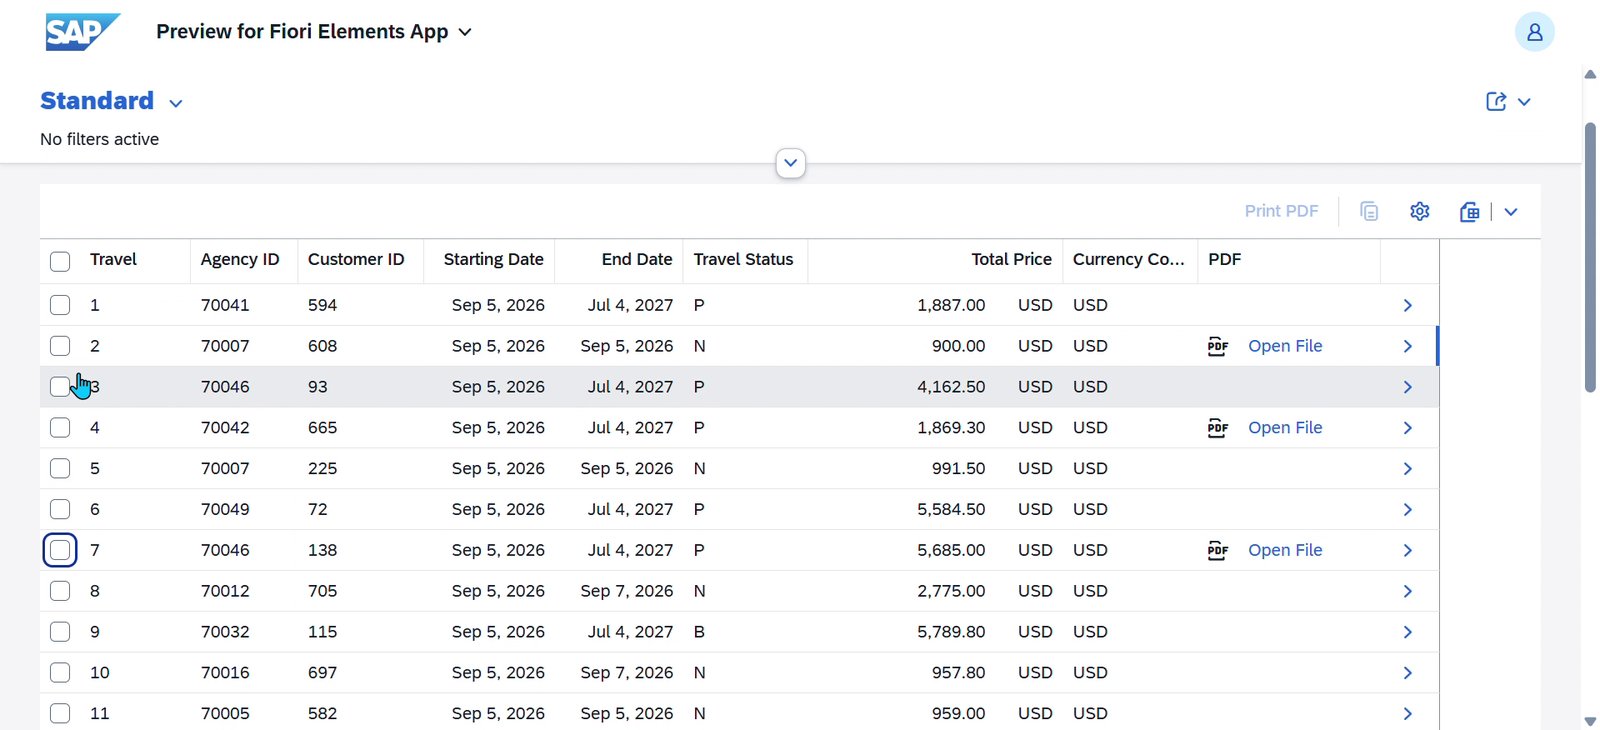 SAP Preview for Fiori Elements App
Standard
No filters active
Print PDF
Travel Agency ID Customer ID Starting Date End Date Travel Status Total Price Currency Co... PDF
1 70041 594 Sep 5, 2026 Jul 4, 2027 P 1,887.00 USD USD
2 70007 608 Sep 5, 2026 Sep 5, 2026 N 900.00 USD USD PDF Open File
3 70046 93 Sep 5, 2026 Jul 4, 2027 P 4,162.50 USD USD
4 70042 665 Sep 5, 2026 Jul 4, 2027 P 1,869.30 USD USD PDF Open File
5 70007 225 Sep 5, 2026 Sep 5, 2026 N 991.50 USD USD
6 70049 72 Sep 5, 2026 Jul 4, 2027 P 5,584.50 USD USD
7 70046 138 Sep 5, 2026 Jul 4, 2027 P 5,685.00 USD USD PDF Open File
8 70012 705 Sep 5, 2026 Sep 7, 2026 N 2,775.00 USD USD
9 70032 115 Sep 5, 2026 Jul 4, 2027 B 5,789.80 USD USD
10 70016 697 Sep 5, 2026 Sep 7, 2026 N 957.80 USD USD
11 70005 582 Sep 5, 2026 Sep 5, 2026 N 959.00 USD USD